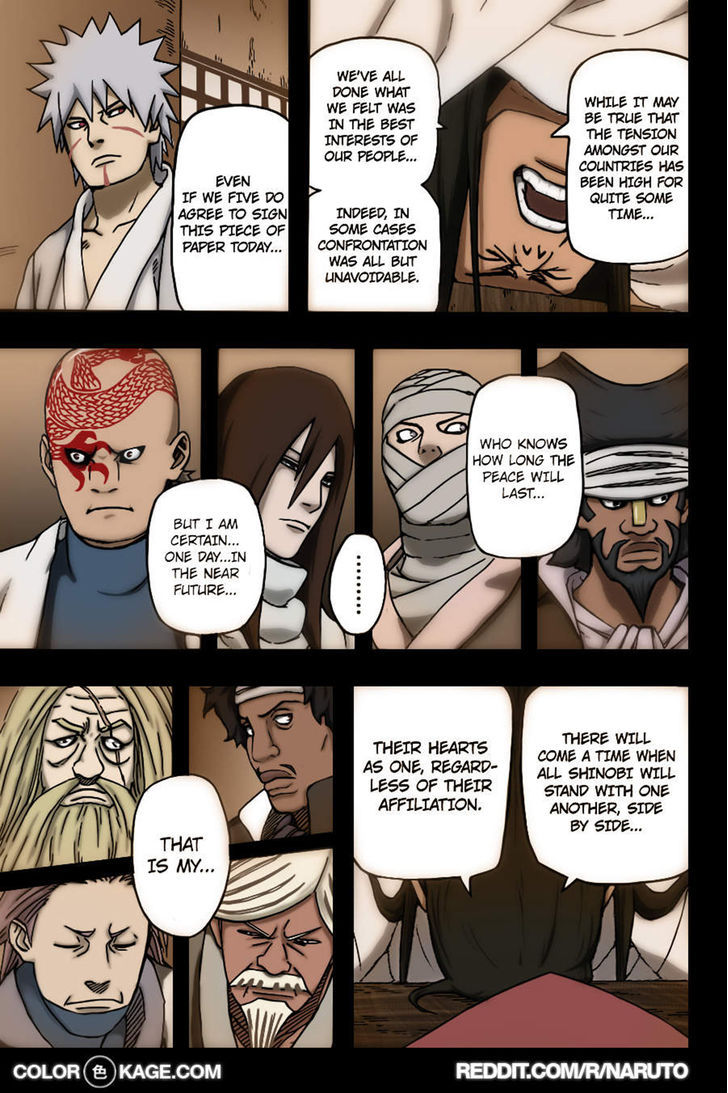 WHILE IT MAY
BE TRUE THAT
THE TENSION
AMONGST OUR
COUNTRIES HAS
BEEN HIGH FOR
QUITE SOME
TIME...
WE'VE ALL
DONE WHAT
WE FELT WAS
IN THE BEST
INTERESTS OF
OUR PEOPLE...
INDEED, IN
SOME CASES
CONFRONTATION
WAS ALL BUT
UNAVOIDABLE.
EVEN
IF WE FIVE DO
AGREE TO SIGN
THIS PIECE OF
PAPER TODAY...
WHO KNOWS
HOW LONG THE
PEACE WILL
LAST...
.........
BUT I AM
CERTAIN...
ONE DAY...IN
THE NEAR
FUTURE...
THERE WILL
COME A TIME WHEN
ALL SHINOBI WILL
STAND WITH ONE
ANOTHER, SIDE
BY SIDE...
THEIR HEARTS
AS ONE, REGARD-
LESS OF THEIR
AFFILIATION.
THAT
IS MY...
COLOR 色 KAGE.COM
REDDIT.COM/R/NARUTO